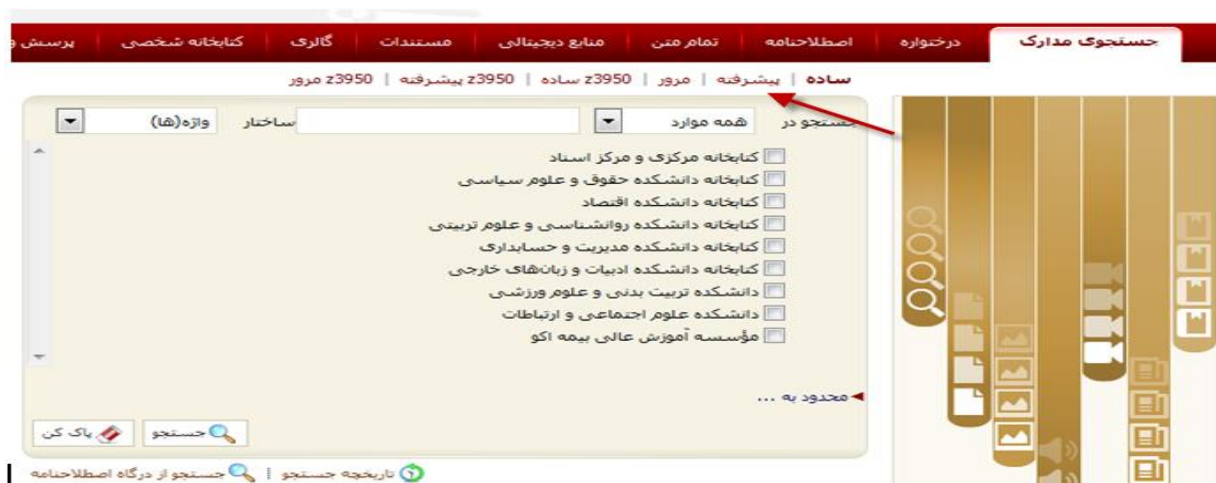 جستجوی مدارک درختواره اصطلاحنامه تمام متن منابع دیجیتالی مستندات گالری کتابخانه شخصی پرسش و
ساده | پیشرفته | مرور | z3950 ساده | z3950 پیشرفته | z3950 مرور
جستجو در همه موارد ساختار واژه(ها)
کتابخانه مرکزی و مرکز اسناد
کتابخانه دانشکده حقوق و علوم سیاسی
کتابخانه دانشکده اقتصاد
کتابخانه دانشکده روانشناسی و علوم تربیتی
کتابخانه دانشکده مدیریت و حسابداری
کتابخانه دانشکده ادبیات و زبان‌های خارجی
دانشکده تربیت بدنی و علوم ورزشی
دانشکده علوم اجتماعی و ارتباطات
مؤسسه آموزش عالی بیمه اکو
محدود به ...
جستجو پاک کن
تاریخچه جستجو | جستجو از درگاه اصطلاحنامه